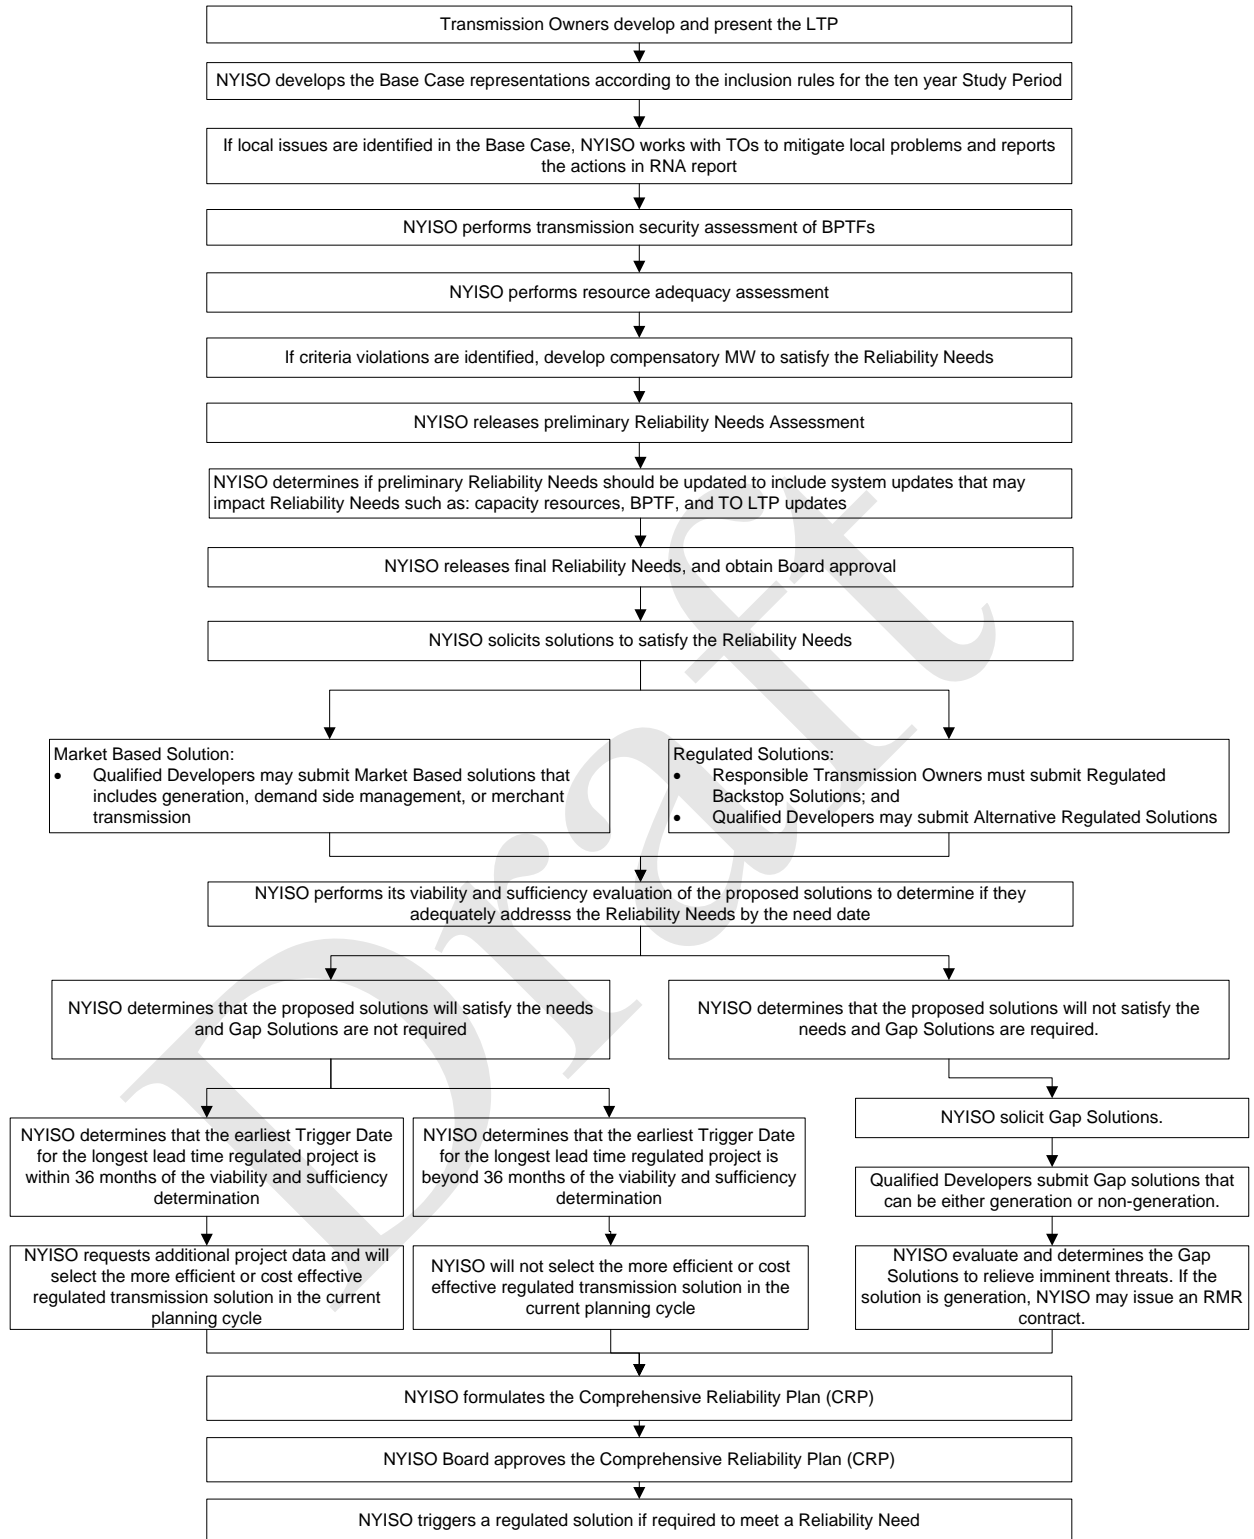 Transmission Owners develop and present the LTP
NYISO develops the Base Case representations according to the inclusion rules for the ten year Study Period
If local issues are identified in the Base Case, NYISO works with TOs to mitigate local problems and reports
the actions in RNA report
NYISO performs transmission security assessment of BPTFs
NYISO performs resource adequacy assessment
If criteria violations are identified, develop compensatory MW to satisfy the Reliability Needs
NYISO releases preliminary Reliability Needs Assessment
NYISO determines if preliminary Reliability Needs should be updated to include system updates that may
impact Reliability Needs such as: capacity resources, BPTF, and TO LTP updates
NYISO releases final Reliability Needs, and obtain Board approval
NYISO solicits solutions to satisfy the Reliability Needs
Market Based Solution:
• Qualified Developers may submit Market Based solutions that
includes generation, demand side management, or merchant
transmission
Regulated Solutions:
• Responsible Transmission Owners must submit Regulated
Backstop Solutions; and
• Qualified Developers may submit Alternative Regulated Solutions
NYISO performs its viability and sufficiency evaluation of the proposed solutions to determine if they
adequately addresss the Reliability Needs by the need date
NYISO determines that the proposed solutions will satisfy the needs
and Gap Solutions are not required
NYISO determines that the proposed solutions will not satisfy the
needs and Gap Solutions are required.
NYISO determines that the earliest Trigger Date
for the longest lead time regulated project is
within 36 months of the viability and sufficiency
determination
NYISO determines that the earliest Trigger Date
for the longest lead time regulated project is
beyond 36 months of the viability and sufficiency
determination
NYISO solicit Gap Solutions.
Qualified Developers submit Gap solutions that
can be either generation or non-generation.
NYISO requests additional project data and will
select the more efficient or cost effective
regulated transmission solution in the current
planning cycle
NYISO will not select the more efficient or cost
effective regulated transmission solution in the
current planning cycle
NYISO evaluate and determines the Gap
Solutions to relieve imminent threats. If the
solution is generation, NYISO may issue an RMR
contract.
NYISO formulates the Comprehensive Reliability Plan (CRP)
NYISO Board approves the Comprehensive Reliability Plan (CRP)
NYISO triggers a regulated solution if required to meet a Reliability Need
Draft